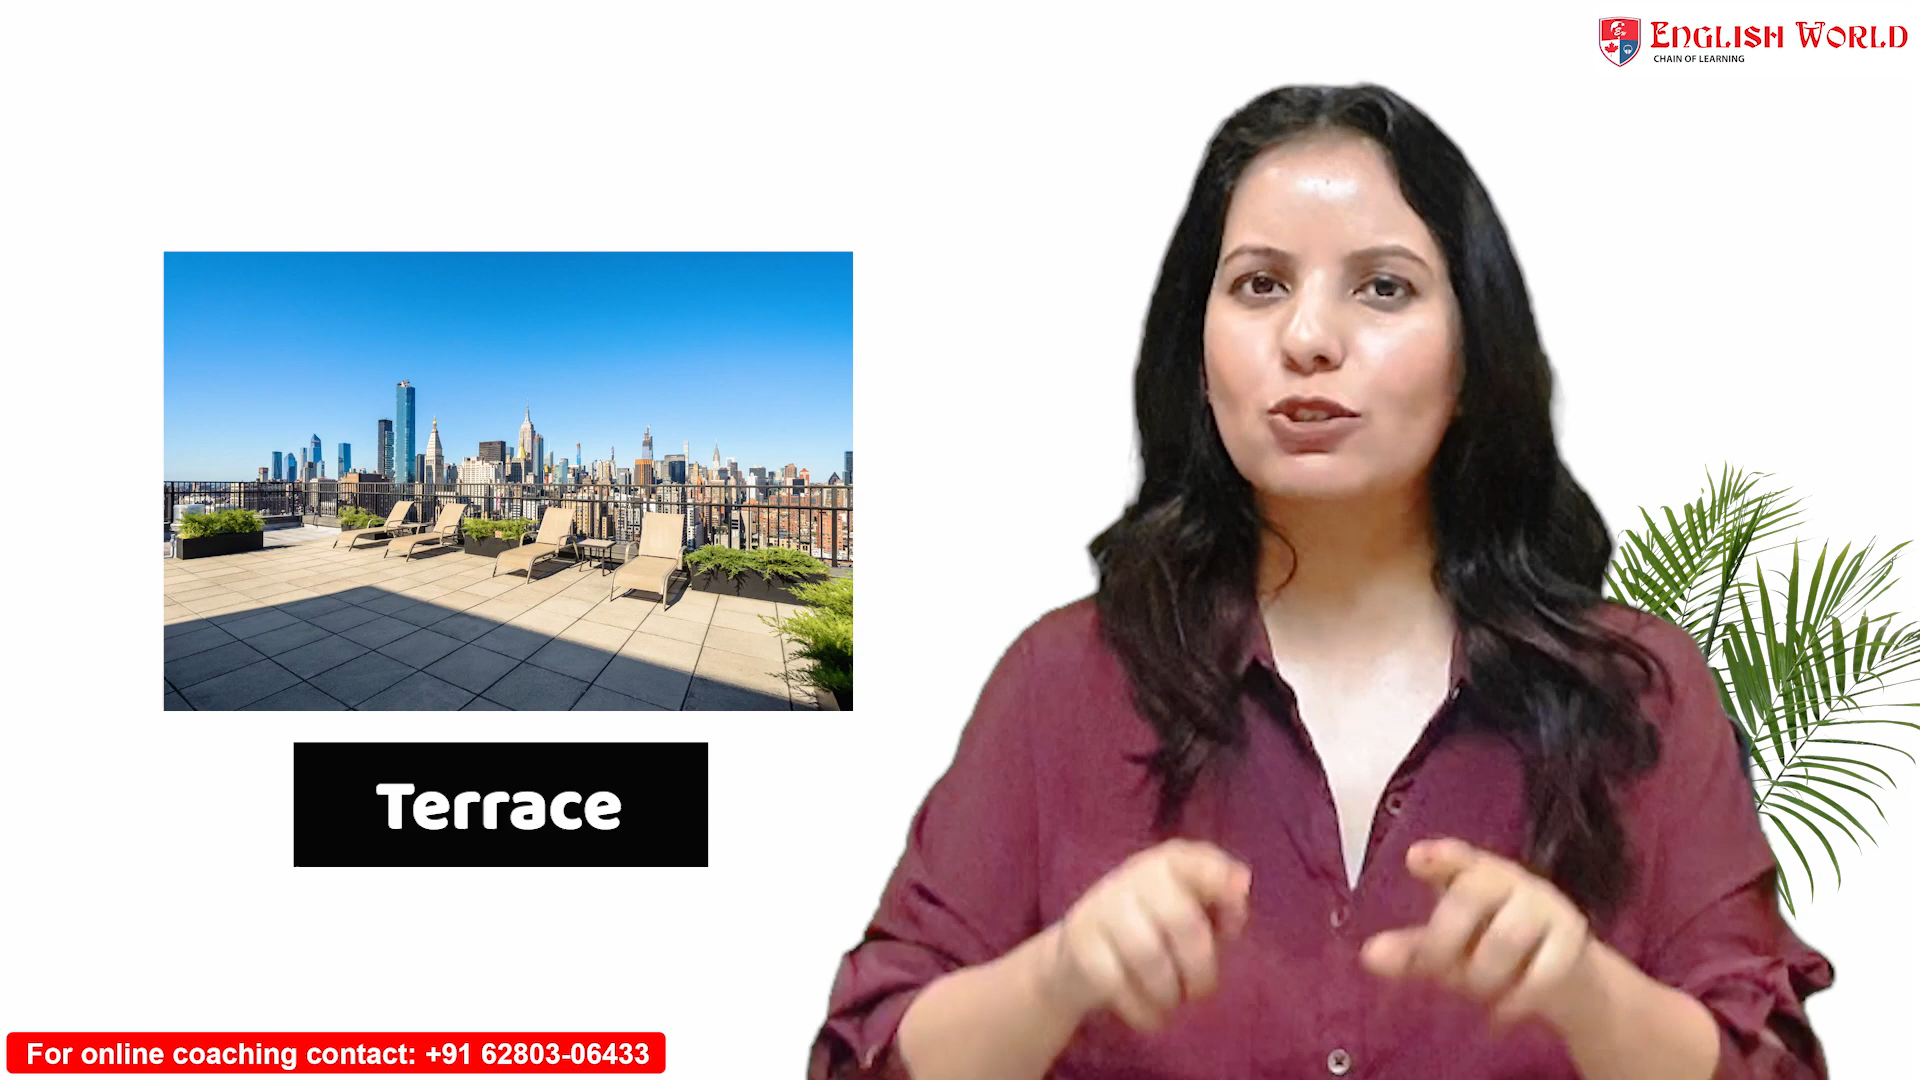 ENGLISH WORLD
CHAIN OF LEARNING
Terrace
For online coaching contact: +91 62803-06433